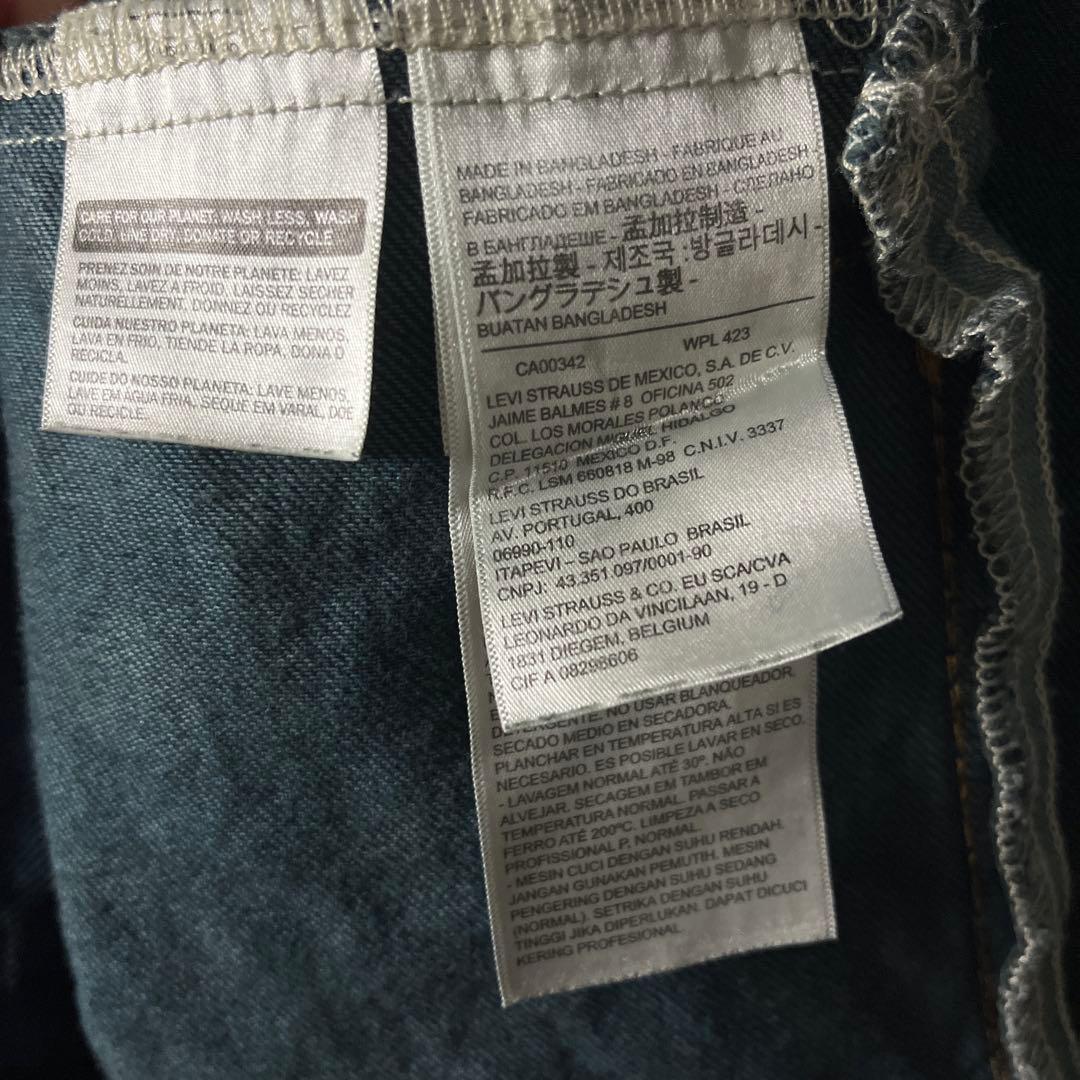 CARE FOR OUR PLANET: WASH LESS, WASH
COLD, LINE DRY, DONATE OR RECYCLE
PRENEZ SOIN DE NOTRE PLANETE: LAVEZ
MOINS, LAVEZ A FROID, LAISSEZ SECHER
NATURELLEMENT, DONNEZ OU RECYCLEZ
CUIDA NUESTRO PLANETA: LAVA MENOS,
LAVA EN FRIO, TIENDE LA ROPA, DONA O
RECICLA.
CUIDE DO NOSSO PLANETA: LAVE MENOS,
LAVE EM ÁGUA FRIA, SEQUE EM VARAL, DOE
OU RECICLE.
MADE IN BANGLADESH - FABRIQUE AU
BANGLADESH - FABRICADO EN BANGLADESH
FABRICADO EM BANGLADESH - СДЕЛАНО
В БАНГЛАДЕШЕ - 孟加拉制造 -
孟加拉製 - 제조국 :방글라데시 -
バングラデシュ製 -
BUATAN BANGLADESH
CA00342 WPL 423
LEVI STRAUSS DE MEXICO, S.A. DE C.V.
JAIME BALMES # 8 OFICINA 502
COL. LOS MORALES POLANCO
DELEGACION MIGUEL HIDALGO
C.P. 11510 MEXICO D.F.
R.F.C. LSM 660818 M-98 C.N.I.V. 3337
LEVI STRAUSS DO BRASIL
AV. PORTUGAL, 400
06690-110
ITAPEVI – SAO PAULO BRASIL
CNPJ: 43.351.097/0001-90
LEVI STRAUSS & CO. EU SCA/CVA
LEONARDO DA VINCILAAN, 19 - D
1831 DIEGEM, BELGIUM
CIF A 08298606
NO USAR BLANQUEADOR.
SECADO MEDIO EN SECADORA.
PLANCHAR EN TEMPERATURA ALTA SI ES
NECESARIO. ES POSIBLE LAVAR EN SECO.
- LAVAGEM NORMAL ATÉ 30º. NÃO
ALVEJAR. SECAGEM EM TAMBOR EM
TEMPERATURA NORMAL. PASSAR A
FERRO ATÉ 200ºC. LIMPEZA A SECO
PROFISSIONAL P, NORMAL.
- MESIN CUCI DENGAN SUHU RENDAH.
JANGAN GUNAKAN PEMUTIH. MESIN
PENGERING DENGAN SUHU SEDANG
(NORMAL). SETRIKA DENGAN SUHU
TINGGI JIKA DIPERLUKAN. DAPAT DICUCI
KERING PROFESIONAL.